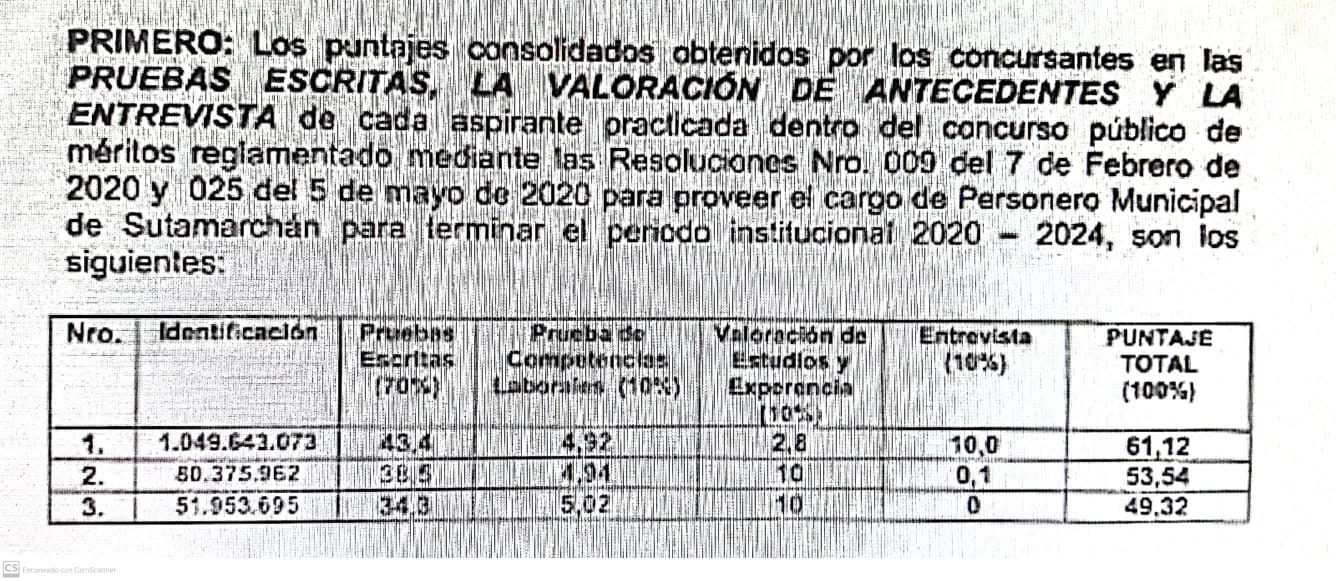 PRIMERO: Los puntajes consolidados obtenidos por los concursantes en las
PRUEBAS ESCRITAS, LA VALORACIÓN DE ANTECEDENTES Y LA
ENTREVISTA de cada aspirante practicada dentro del concurso público de
méritos reglamentado mediante las Resoluciones Nro. 009 del 7 de Febrero de
2020 y 025 del 5 de mayo de 2020 para proveer el cargo de Personero Municipal
de Sutamarchán para terminar el periodo institucional 2020 – 2024, son los
siguientes:
Nro. Identificación Pruebas Prueba de Valoración de Entrevista PUNTAJE
Escritas Competencias Estudios y (10%) TOTAL
(70%) Laborales (10%) Experencia (100%)
(10%)
1. 1.049.643.073 43,4 4,92 2,8 10,0 61,12
2. 80.375.962 38,5 4,94 10 0,1 53,54
3. 51.953.695 34,3 5,02 10 0 49,32
CS Escaneado con CamScanner